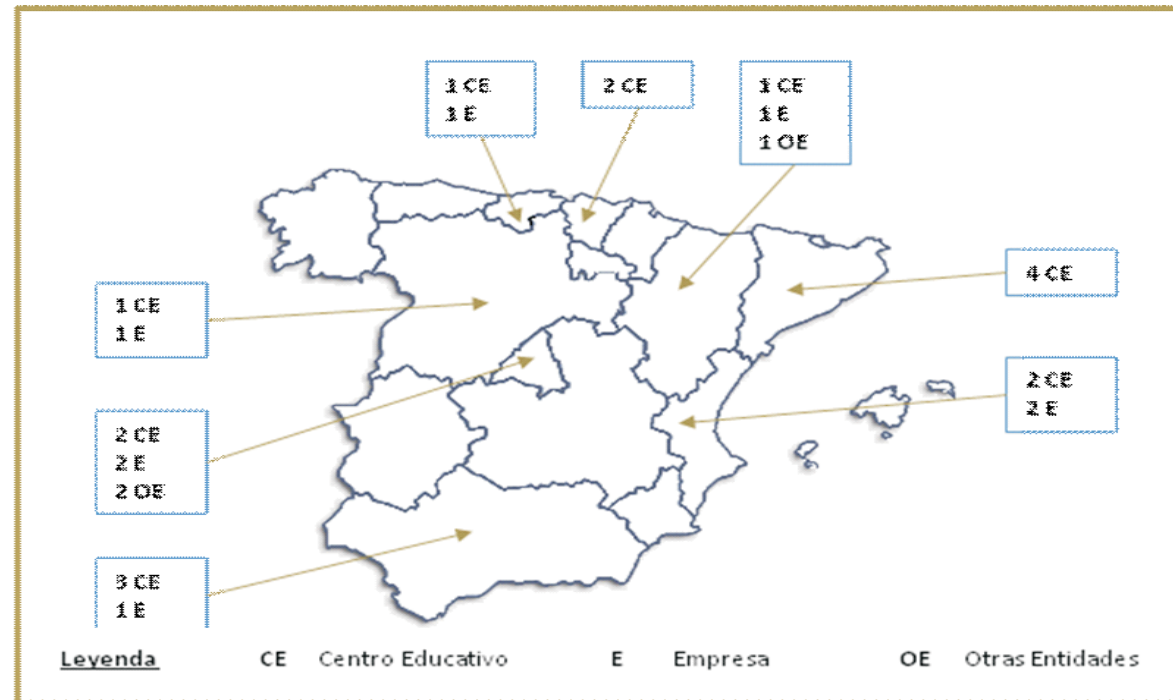 1 CE
1 E
2 CE
1 CE
1 E
1 OE
4 CE
1 CE
1 E
2 CE
2 E
2 CE
2 E
2 OE
3 CE
1 E
Leyenda CE Centro Educativo E Empresa OE Otras Entidades